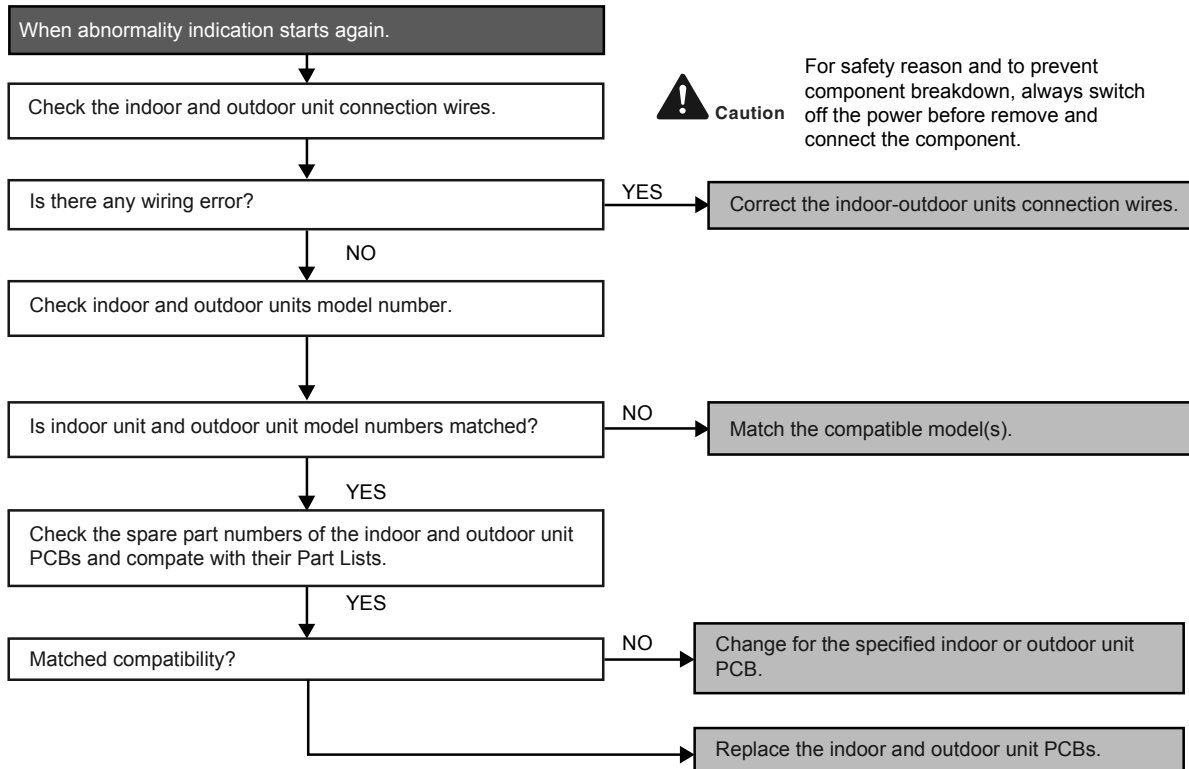 When abnormality indication starts again.
Check the indoor and outdoor unit connection wires.
Caution
For safety reason and to prevent
component breakdown, always switch
off the power before remove and
connect the component.
Is there any wiring error?
YES
Correct the indoor-outdoor units connection wires.
NO
Check indoor and outdoor units model number.
Is indoor unit and outdoor unit model numbers matched?
NO
Match the compatible model(s).
YES
Check the spare part numbers of the indoor and outdoor unit
PCBs and compate with their Part Lists.
YES
Matched compatibility?
NO
Change for the specified indoor or outdoor unit
PCB.
Replace the indoor and outdoor unit PCBs.